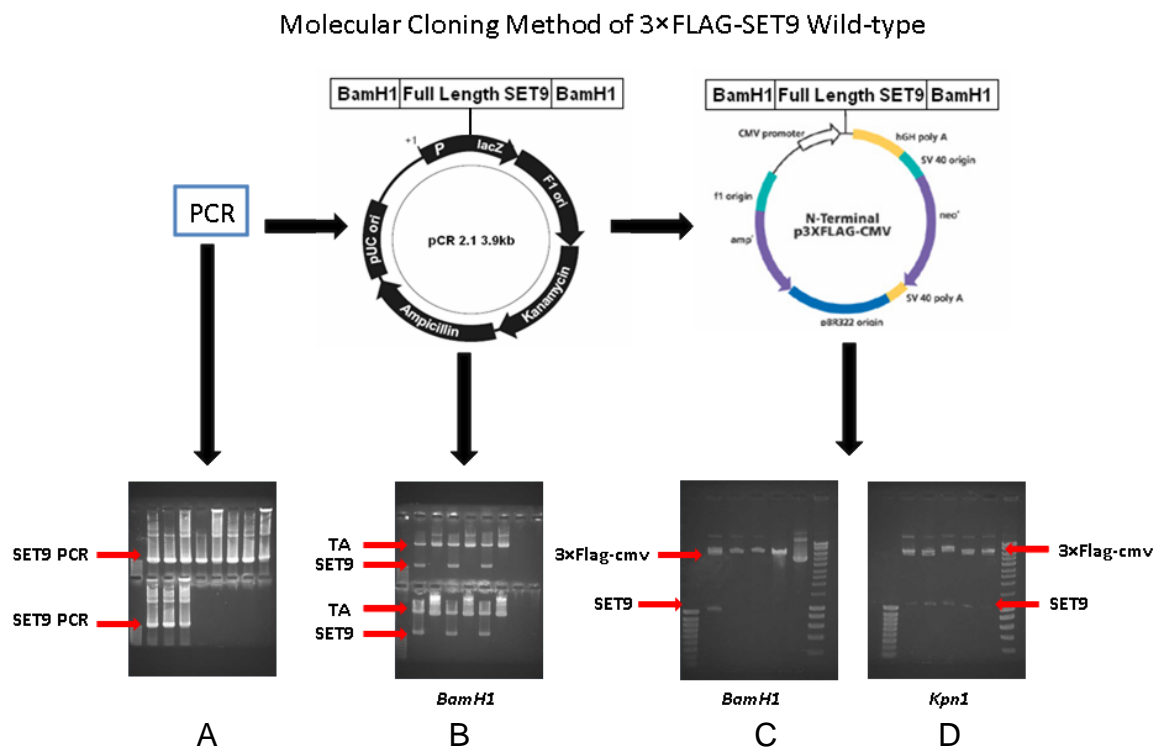 Molecular Cloning Method of 3×FLAG-SET9 Wild-type
BamH1 Full Length SET9 BamH1
BamH1 Full Length SET9 BamH1
PCR
+1
P
lacZ
F1 ori
Kanamycin
Ampicillin
pUC ori
pCR 2.1 3.9kb
CMV promoter
hGH poly A
SV 40 origin
neoʳ
SV 40 poly A
pBR322 origin
ampʳ
f1 origin
N-Terminal
p3XFLAG-CMV
SET9 PCR
SET9 PCR
TA
SET9
TA
SET9
3×Flag-cmv
SET9
3×Flag-cmv
SET9
BamH1
BamH1
Kpn1
A
B
C
D